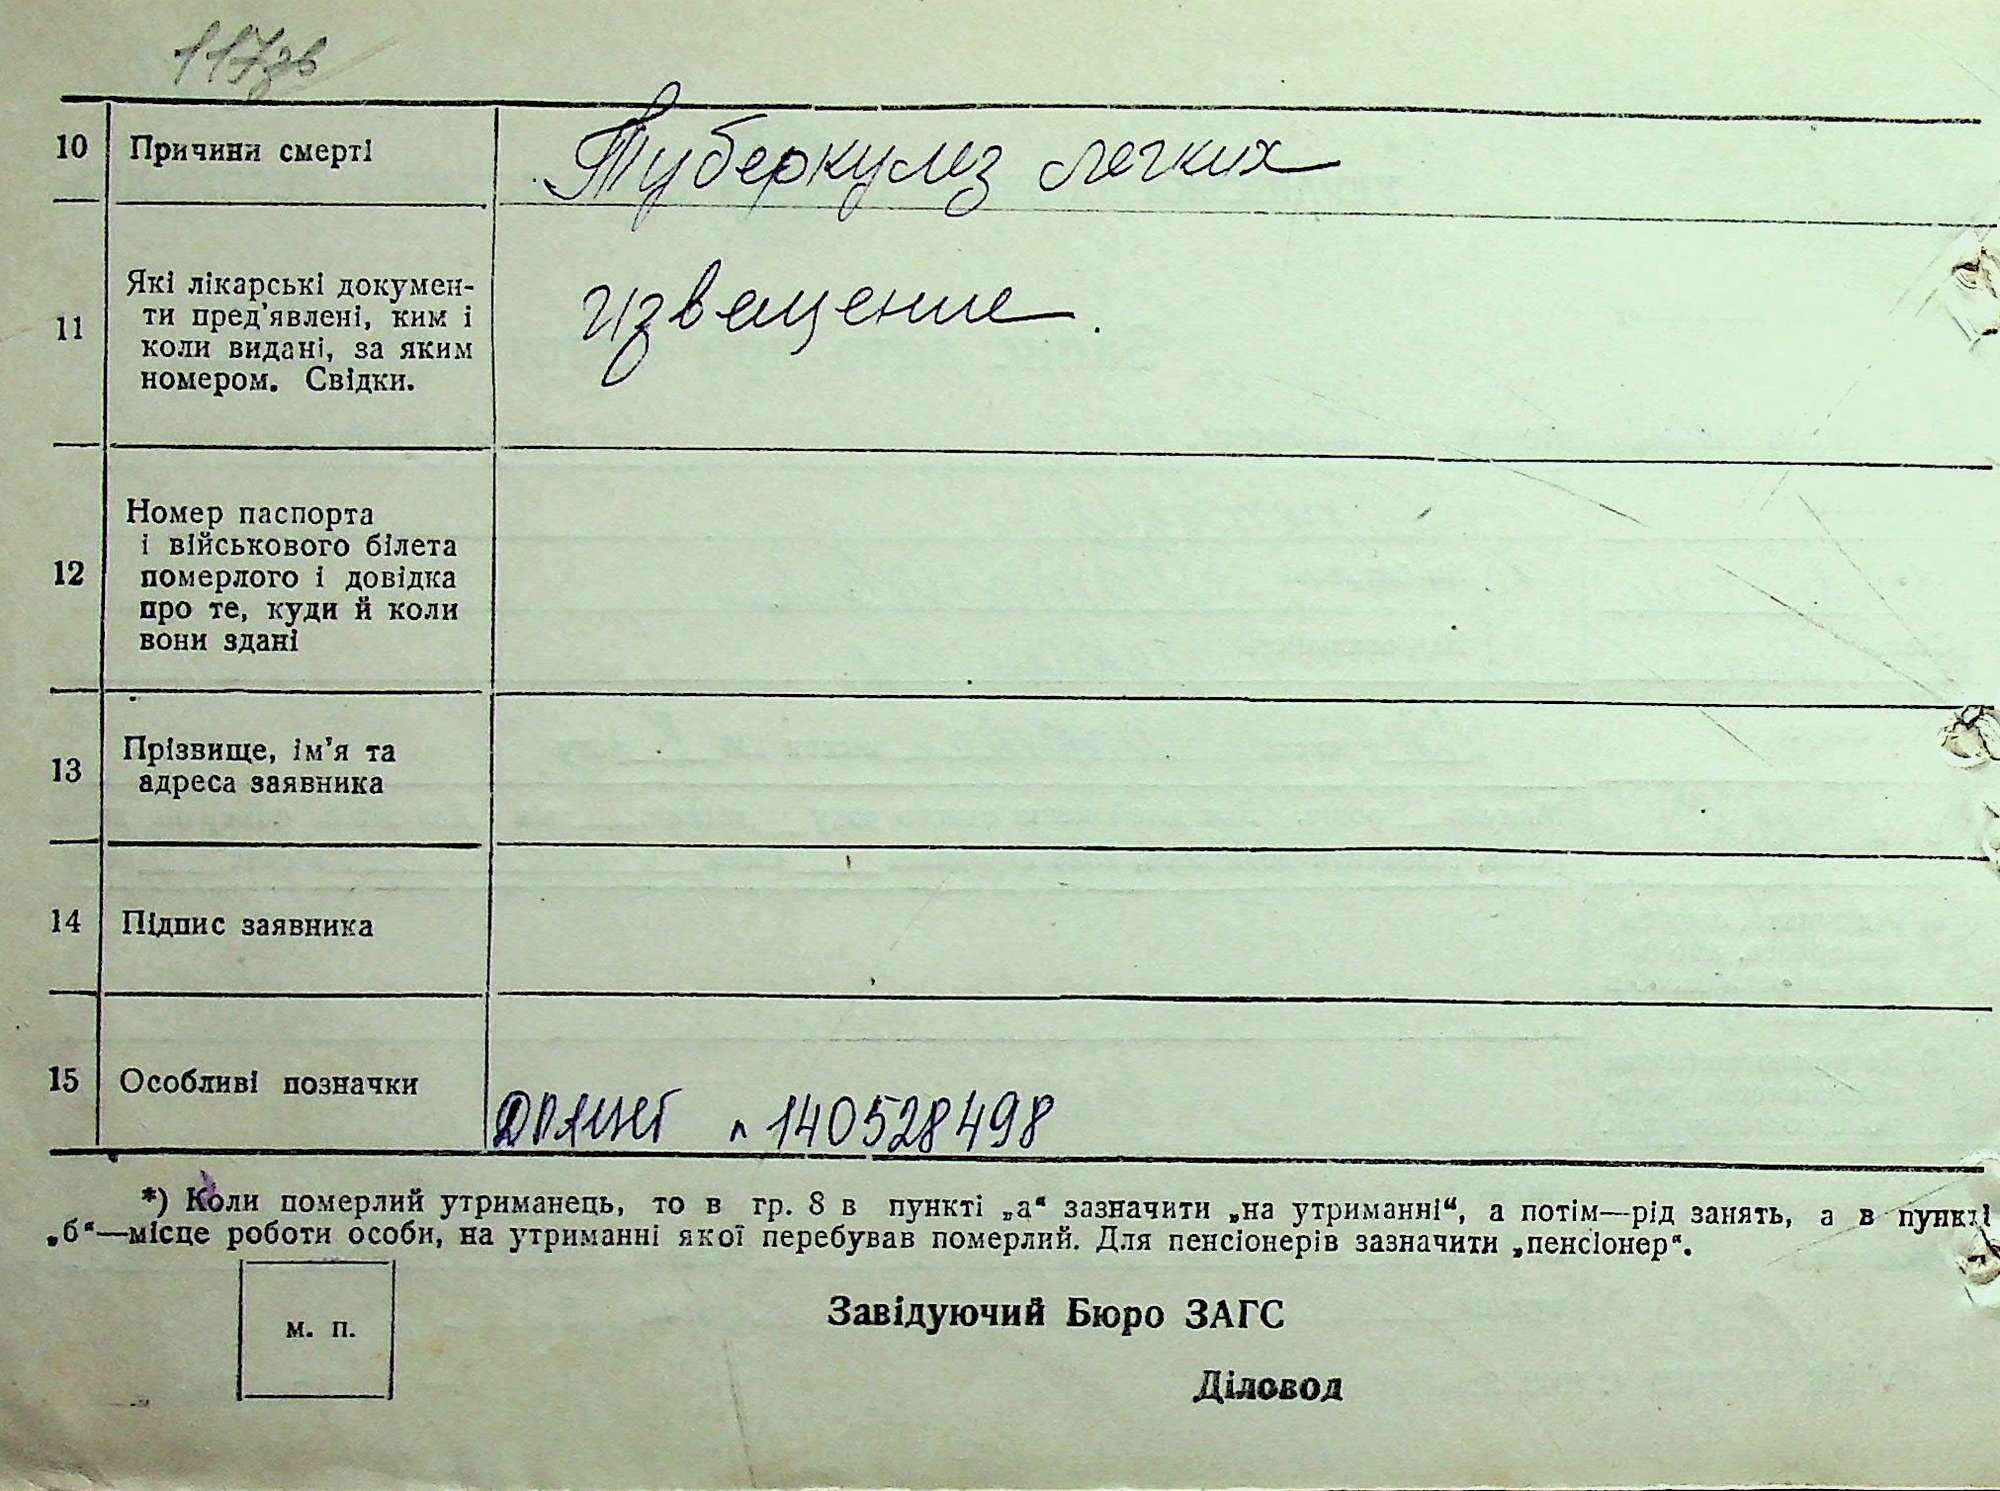 117зв
10 Причини смерті Туберкулез легких
11 Які лікарські докумен-
ти пред'явлені, ким і
коли видані, за яким
номером. Свідки.
извещение.
12 Номер паспорта
і військового білета
померлого і довідка
про те, куди й коли
вони здані
13 Прізвище, ім'я та
адреса заявника
14 Підпис заявника
15 Особливі позначки
140528498
*) Коли померлий утриманець, то в гр. 8 в пункті „а“ зазначити „на утриманні“, а потім—рід занять, а в пункті
„б“—місце роботи особи, на утриманні якої перебував померлий. Для пенсіонерів зазначити „пенсіонер“.
м. п.
Завідуючий Бюро ЗАГС
Діловод